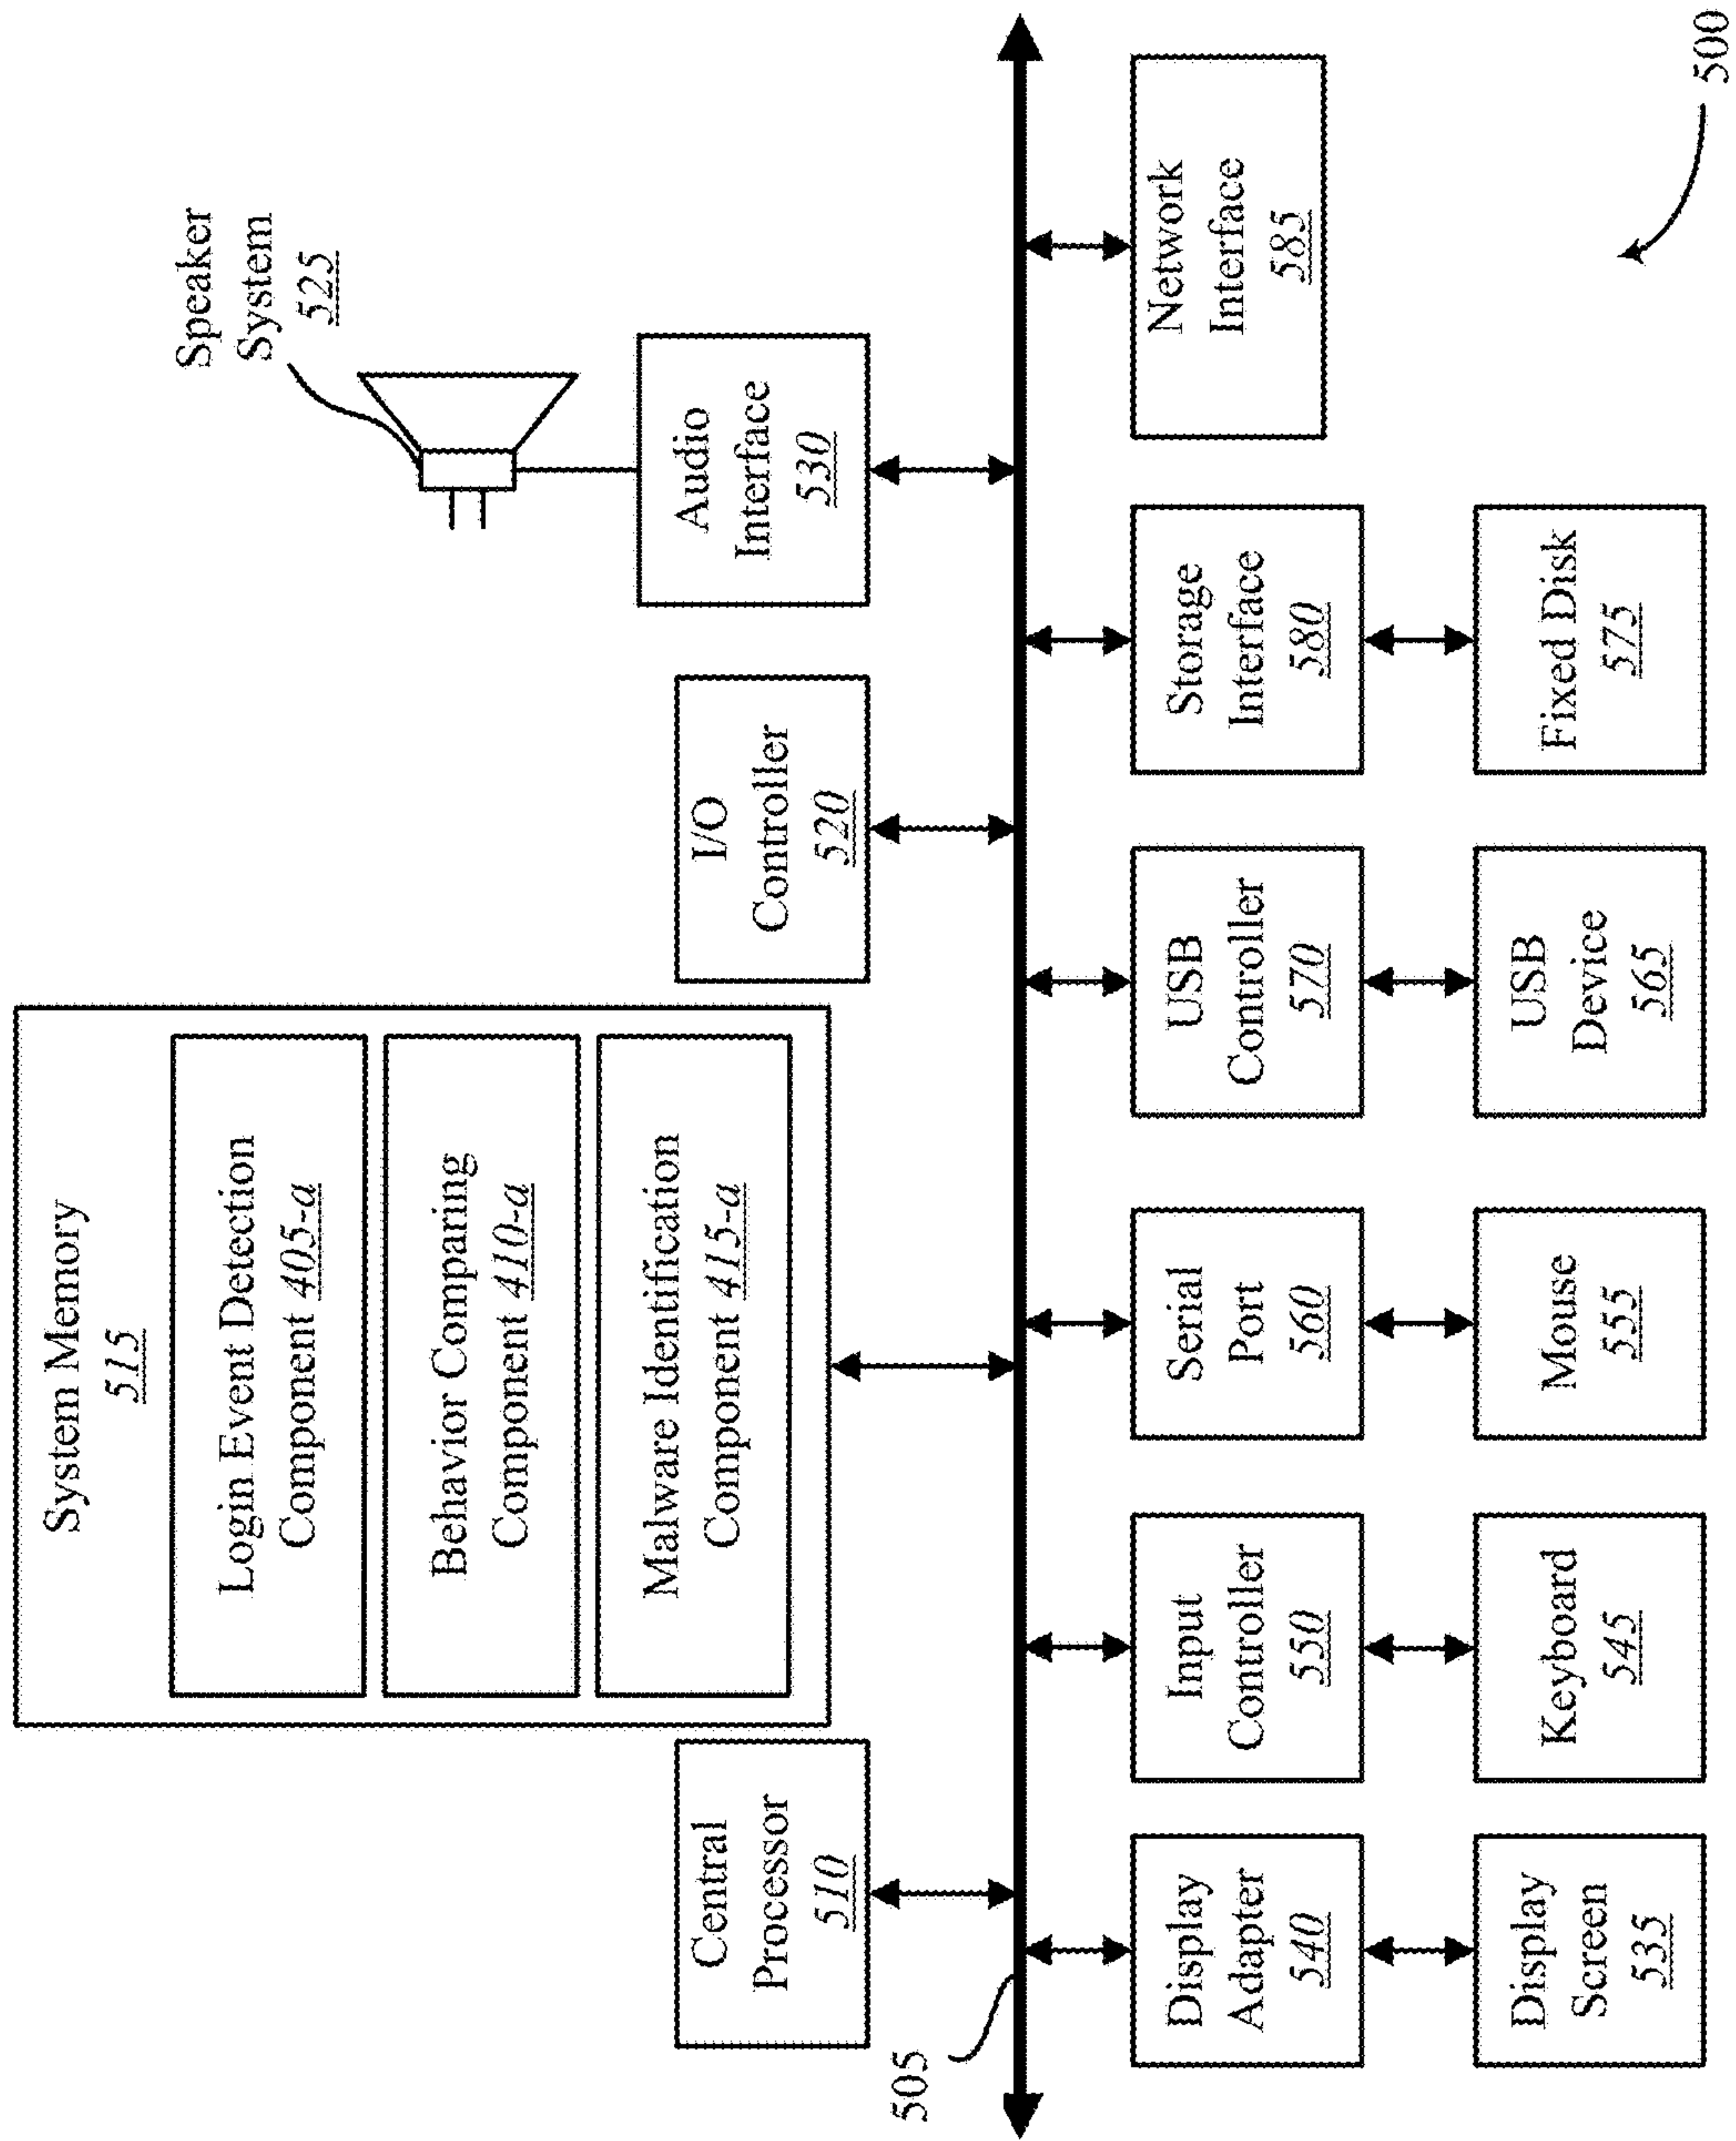 System Memory
515
Login Event Detection
Component 405-a
Behavior Comparing
Component 410-a
Malware Identification
Component 415-a
Central
Processor
510
I/O
Controller
520
Speaker
System
525
Audio
Interface
530
505
Display
Adapter
540
Input
Controller
550
Serial
Port
560
USB
Controller
570
Storage
Interface
580
Network
Interface
585
Display
Screen
535
Keyboard
545
Mouse
555
USB
Device
565
Fixed Disk
575
500